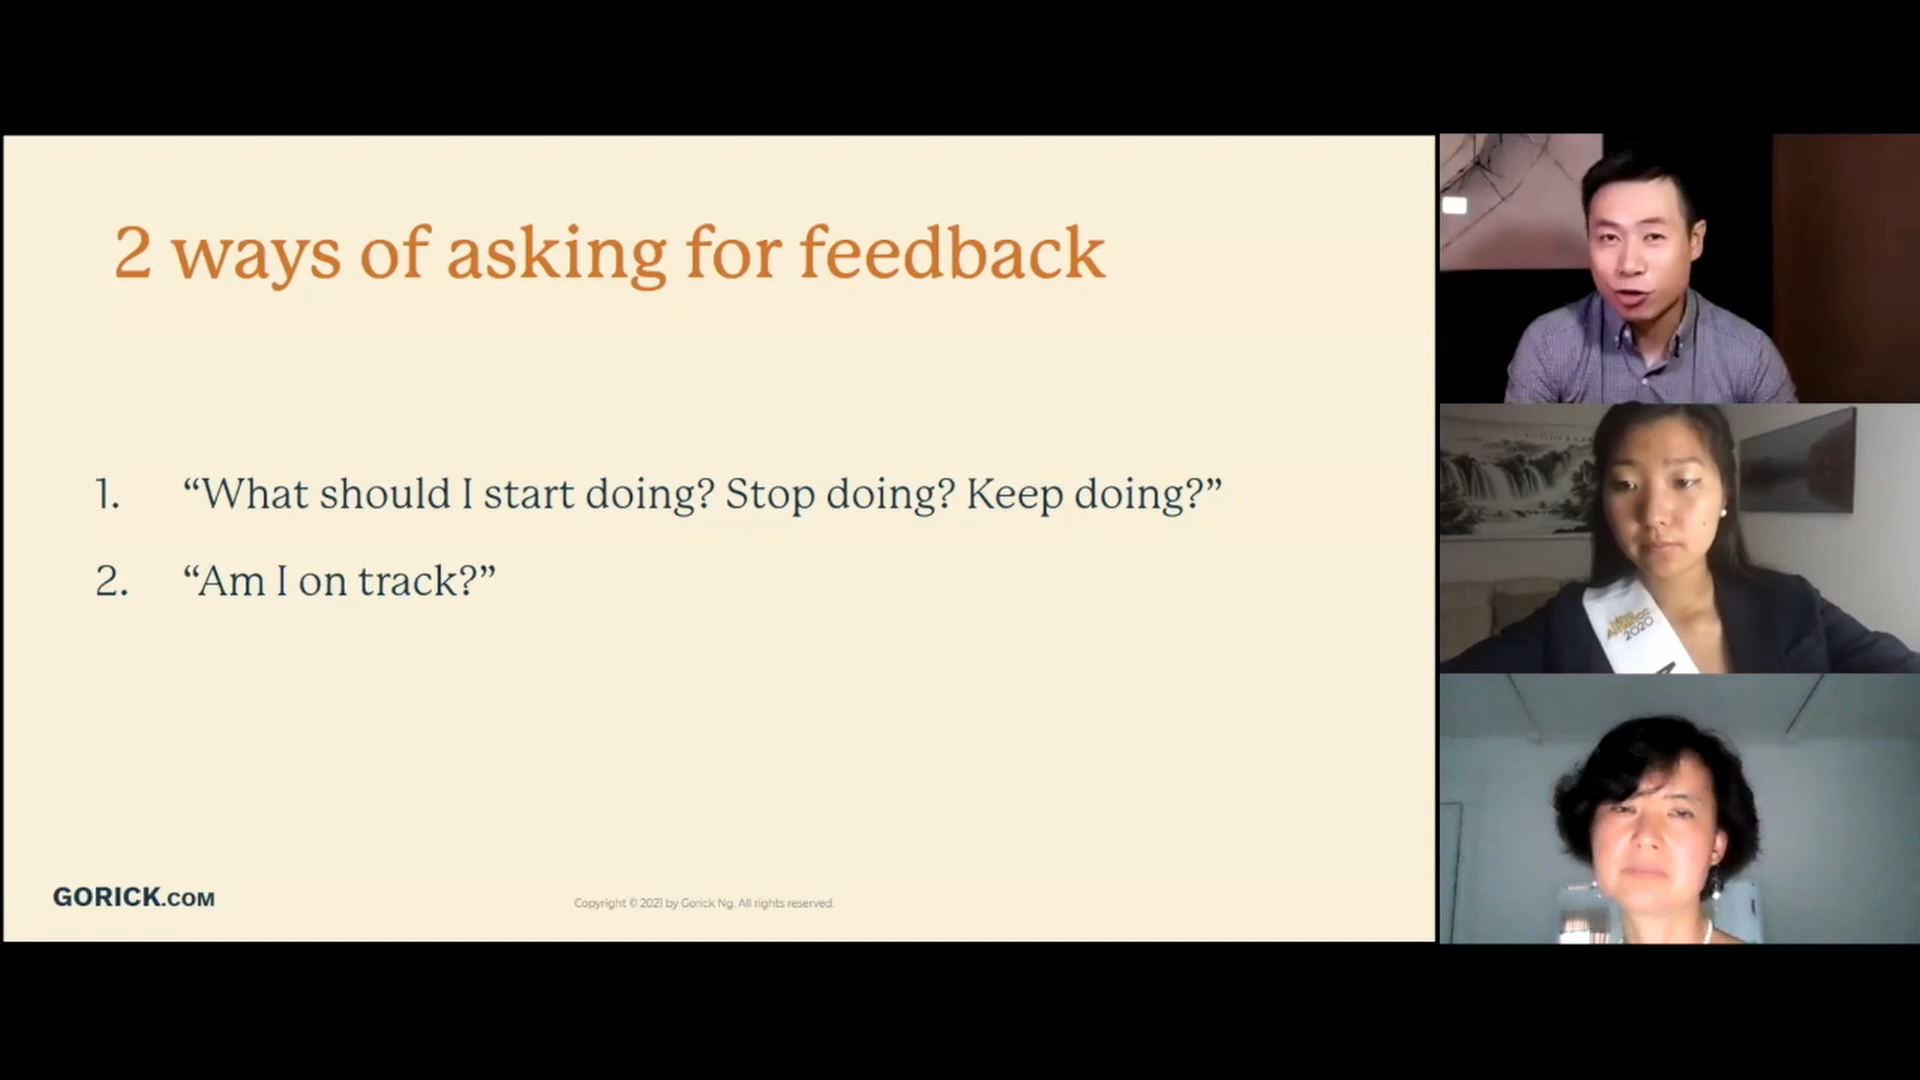 2 ways of asking for feedback
1. “What should I start doing? Stop doing? Keep doing?”
2. “Am I on track?”
GORICK.COM
Copyright © 2021 by Gorick Ng. All rights reserved.
2020